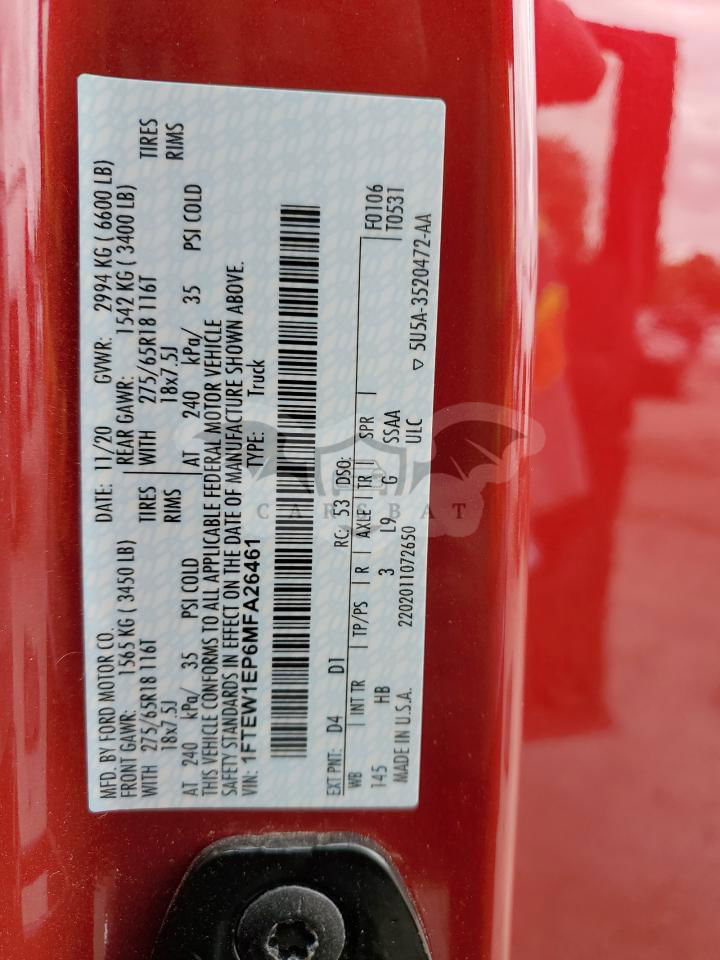 MFD. BY FORD MOTOR CO. DATE: 11/20 GVWR: 2994 KG ( 6600 LB)
FRONT GAWR: 1565 KG ( 3450 LB) REAR GAWR: 1542 KG ( 3400 LB)
WITH 275/65R18 116T TIRES WITH 275/65R18 116T TIRES
18x7.5J RIMS 18x7.5J RIMS
AT 240 kPa/ 35 PSI COLD AT 240 kPa/ 35 PSI COLD
THIS VEHICLE CONFORMS TO ALL APPLICABLE FEDERAL MOTOR VEHICLE
SAFETY STANDARDS IN EFFECT ON THE DATE OF MANUFACTURE SHOWN ABOVE.
VIN: 1FTEW1EP6MFA26461 TYPE: Truck
EXT PNT: D4 D1 RC: 53 DSO: F0106
WB INT TR TP/PS R AXLE TR SPR T0531
145 HB 3 L9 G SSAA
MADE IN U.S.A. 2202011072650 ULC ▽ 5U5A-3520472-AA
CAR BAT